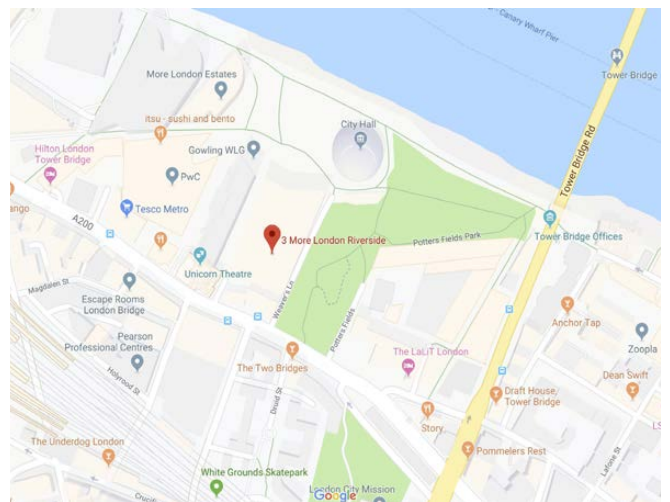 Canary Wharf Pier
Tower Bridge
More London Estates
City Hall
itsu - sushi and bento
Gowling WLG
Hilton London
Tower Bridge
PwC
Tower Bridge Rd
Tesco Metro
A200
3 More London Riverside
Potters Fields Park
Tower Bridge Offices
Unicorn Theatre
Magdalen St
Weaver's Ln
Escape Rooms
London Bridge
Potters Fields
Anchor Tap
Pearson
Professional Centres
Zoopla
The Two Bridges
The LaLiT London
Dean Swift
Holyrood St
Druid St
Draft House,
Tower Bridge
Story
The Underdog London
Pommelers Rest
Lafone St
White Grounds Skatepark
London City Mission
Google